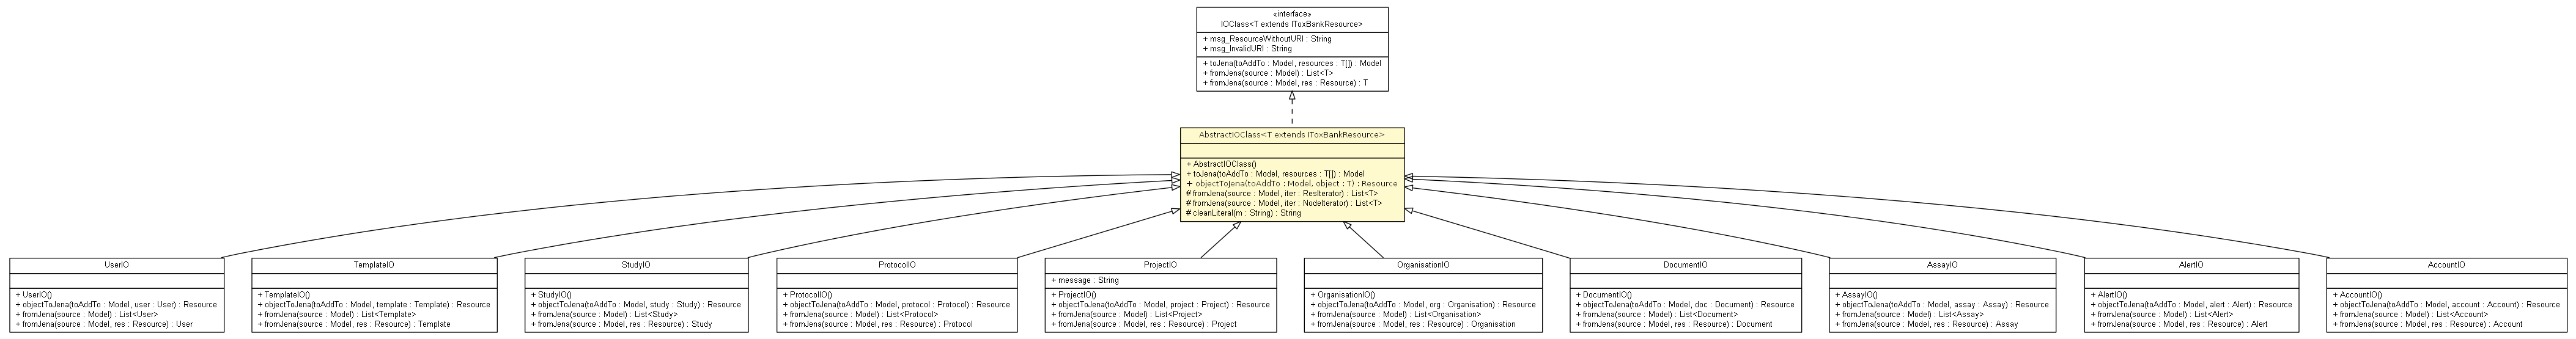 «interface»
IOClass<T extends IToxBankResource>
+ msg_ResourceWithoutURI : String
+ msg_InvalidURI : String
+ toJena(toAddTo : Model, resources : T[]) : Model
+ fromJena(source : Model) : List<T>
+ fromJena(source : Model, res : Resource) : T
AbstractIOClass<T extends IToxBankResource>
+ AbstractIOClass()
+ toJena(toAddTo : Model, resources : T[]) : Model
+ objectToJena(toAddTo : Model, object : T) : Resource
# fromJena(source : Model, iter : ResIterator) : List<T>
# fromJena(source : Model, iter : NodeIterator) : List<T>
# cleanLiteral(m : String) : String
UserIO
+ UserIO()
+ objectToJena(toAddTo : Model, user : User) : Resource
+ fromJena(source : Model) : List<User>
+ fromJena(source : Model, res : Resource) : User
TemplateIO
+ TemplateIO()
+ objectToJena(toAddTo : Model, template : Template) : Resource
+ fromJena(source : Model) : List<Template>
+ fromJena(source : Model, res : Resource) : Template
StudyIO
+ StudyIO()
+ objectToJena(toAddTo : Model, study : Study) : Resource
+ fromJena(source : Model) : List<Study>
+ fromJena(source : Model, res : Resource) : Study
ProtocolIO
+ ProtocolIO()
+ objectToJena(toAddTo : Model, protocol : Protocol) : Resource
+ fromJena(source : Model) : List<Protocol>
+ fromJena(source : Model, res : Resource) : Protocol
ProjectIO
+ message : String
+ ProjectIO()
+ objectToJena(toAddTo : Model, project : Project) : Resource
+ fromJena(source : Model) : List<Project>
+ fromJena(source : Model, res : Resource) : Project
OrganisationIO
+ OrganisationIO()
+ objectToJena(toAddTo : Model, org : Organisation) : Resource
+ fromJena(source : Model) : List<Organisation>
+ fromJena(source : Model, res : Resource) : Organisation
DocumentIO
+ DocumentIO()
+ objectToJena(toAddTo : Model, doc : Document) : Resource
+ fromJena(source : Model) : List<Document>
+ fromJena(source : Model, res : Resource) : Document
AssayIO
+ AssayIO()
+ objectToJena(toAddTo : Model, assay : Assay) : Resource
+ fromJena(source : Model) : List<Assay>
+ fromJena(source : Model, res : Resource) : Assay
AlertIO
+ AlertIO()
+ objectToJena(toAddTo : Model, alert : Alert) : Resource
+ fromJena(source : Model) : List<Alert>
+ fromJena(source : Model, res : Resource) : Alert
AccountIO
+ AccountIO()
+ objectToJena(toAddTo : Model, account : Account) : Resource
+ fromJena(source : Model) : List<Account>
+ fromJena(source : Model, res : Resource) : Account